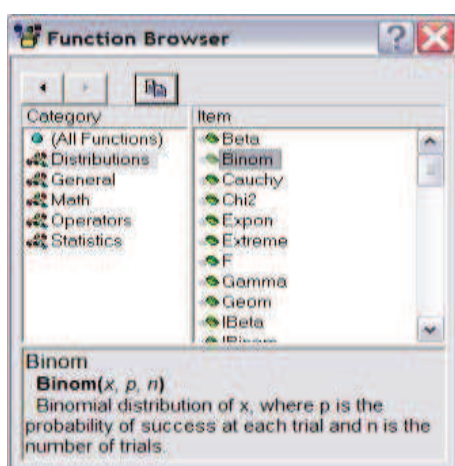 Function Browser
Category
Item
(All Functions)
Distributions
General
Math
Operators
Statistics
Beta
Binom
Cauchy
Chi2
Expon
Extreme
F
Gamma
Geom
IBeta
IBinom
Binom
Binom(x, p, n)
Binomial distribution of x, where p is the
probability of success at each trial and n is the
number of trials.